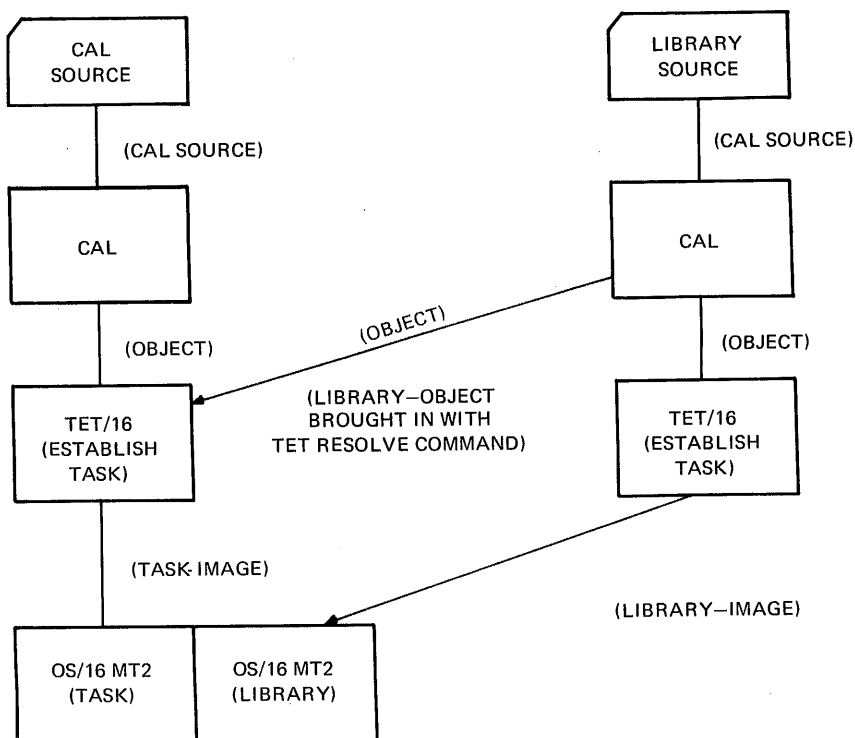 CAL
SOURCE
LIBRARY
SOURCE
(CAL SOURCE)
(CAL SOURCE)
CAL
CAL
(OBJECT)
(OBJECT)
(OBJECT)
(LIBRARY–OBJECT
BROUGHT IN WITH
TET RESOLVE COMMAND)
TET/16
(ESTABLISH
TASK)
TET/16
(ESTABLISH
TASK)
(TASK-IMAGE)
(LIBRARY–IMAGE)
OS/16 MT2
(TASK)
OS/16 MT2
(LIBRARY)